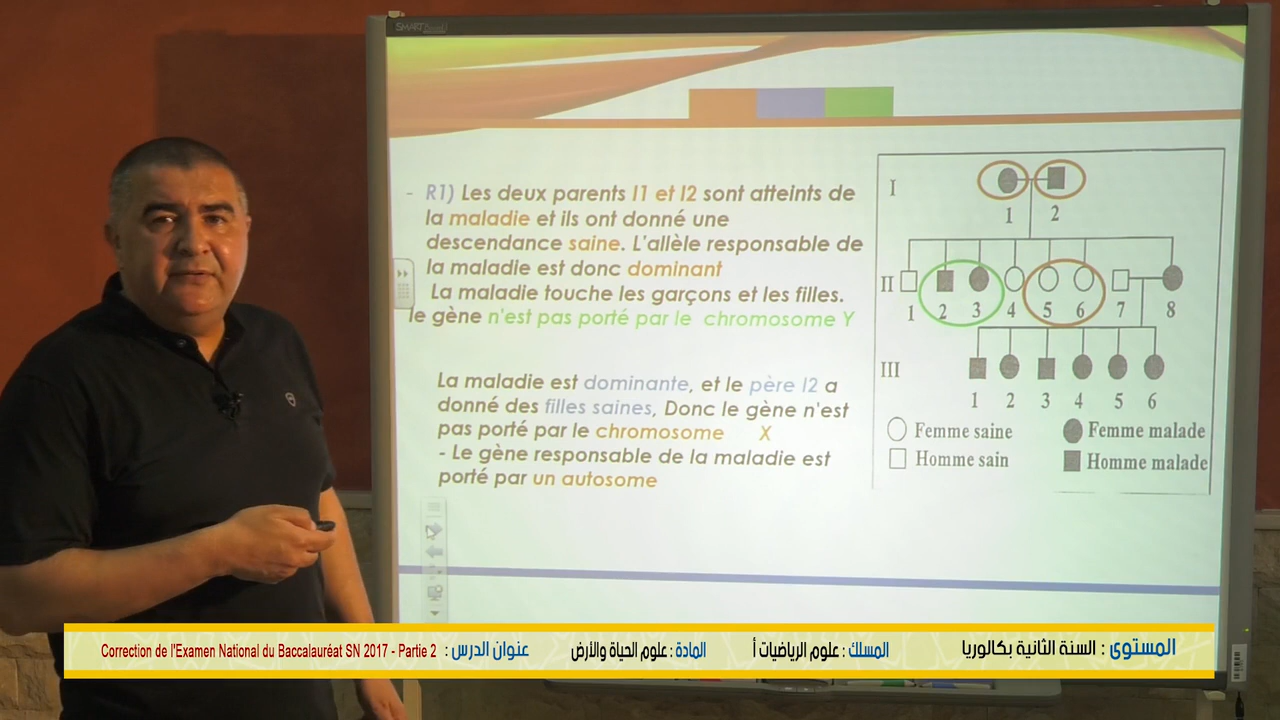 SMART
- R1) Les deux parents I1 et I2 sont atteints de
la maladie et ils ont donné une
descendance saine. L'allèle responsable de
la maladie est donc dominant
La maladie touche les garçons et les filles.
le gène n'est pas porté par le chromosome Y
La maladie est dominante, et le père I2 a
donné des filles saines, Donc le gène n'est
pas porté par le chromosome X
- Le gène responsable de la maladie est
porté par un autosome
I
1 2
II
1 2 3 4 5 6 7 8
III
1 2 3 4 5 6
Femme saine Femme malade
Homme sain Homme malade
المستوى : السنة الثانية بكالوريا
المسلك : علوم الرياضيات أ
المادة : علوم الحياة والأرض
عنوان الدرس : Correction de l'Examen National du Baccalauréat SN 2017 - Partie 2